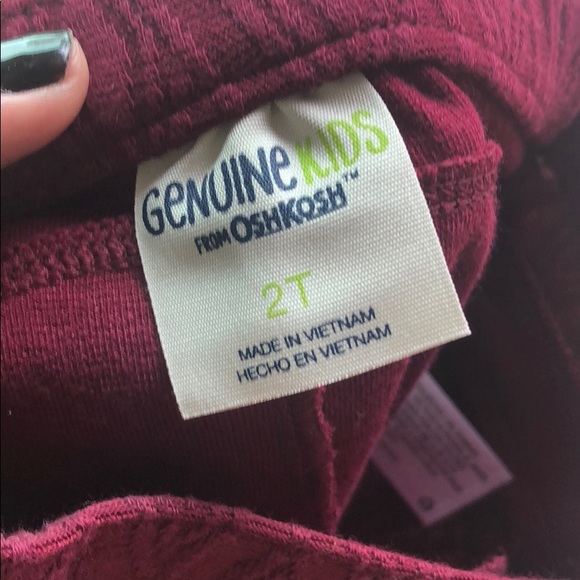 GENUINE KIDS
FROM OSHKOSH™
2T
MADE IN VIETNAM
HECHO EN VIETNAM